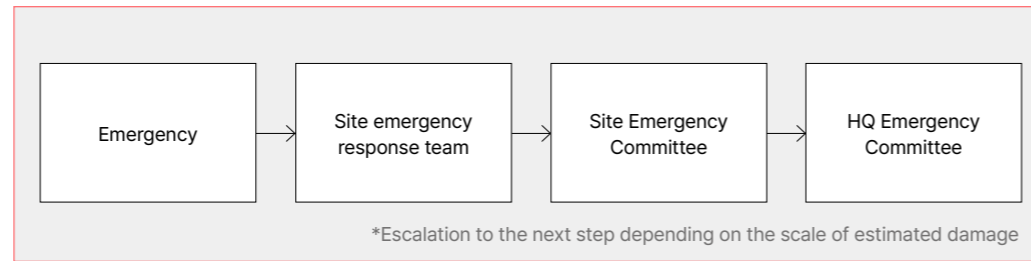 Emergency
Site emergency
response team
Site Emergency
Committee
HQ Emergency
Committee
*Escalation to the next step depending on the scale of estimated damage